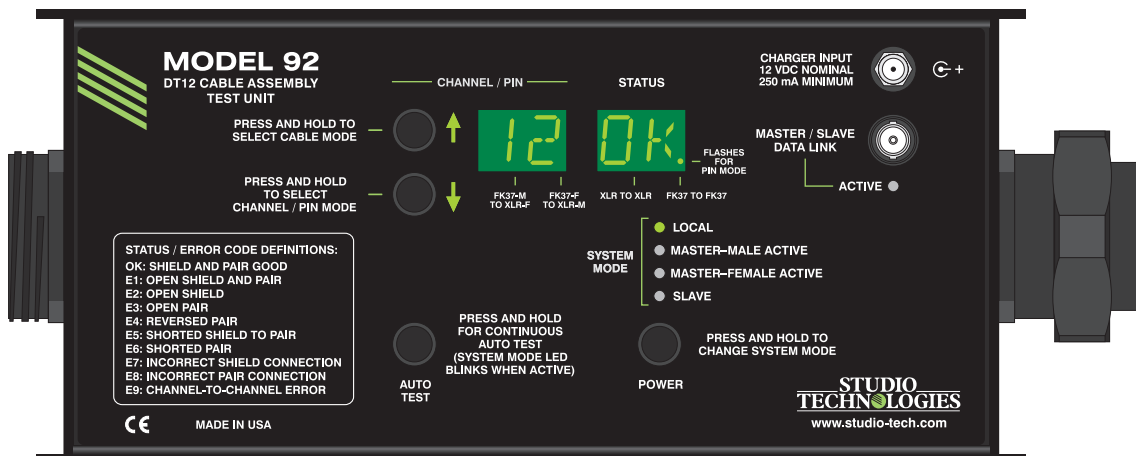 MODEL 92
DT12 CABLE ASSEMBLY
TEST UNIT
CHANNEL / PIN
STATUS
CHARGER INPUT
12 VDC NOMINAL
250 mA MINIMUM
+
PRESS AND HOLD TO
SELECT CABLE MODE
12
OK.
FLASHES
FOR
PIN MODE
MASTER / SLAVE
DATA LINK
ACTIVE
PRESS AND HOLD
TO SELECT
CHANNEL / PIN MODE
FK37-M
TO XLR-F
FK37-F
TO XLR-M
XLR TO XLR
FK37 TO FK37
SYSTEM
MODE
LOCAL
MASTER–MALE ACTIVE
MASTER–FEMALE ACTIVE
SLAVE
STATUS / ERROR CODE DEFINITIONS:
OK: SHIELD AND PAIR GOOD
E1: OPEN SHIELD AND PAIR
E2: OPEN SHIELD
E3: OPEN PAIR
E4: REVERSED PAIR
E5: SHORTED SHIELD TO PAIR
E6: SHORTED PAIR
E7: INCORRECT SHIELD CONNECTION
E8: INCORRECT PAIR CONNECTION
E9: CHANNEL-TO-CHANNEL ERROR
PRESS AND HOLD
FOR CONTINUOUS
AUTO TEST
(SYSTEM MODE LED
BLINKS WHEN ACTIVE)
AUTO
TEST
PRESS AND HOLD TO
CHANGE SYSTEM MODE
POWER
STUDIO
TECHNOLOGIES
www.studio-tech.com
CE
MADE IN USA